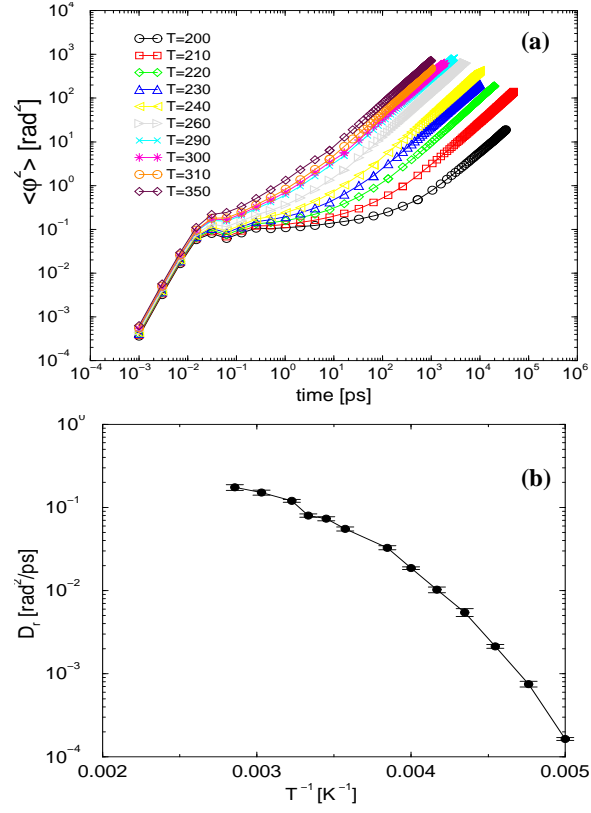 (a)
T=200
T=210
T=220
T=230
T=240
T=260
T=290
T=300
T=310
T=350
<φ²> [rad²]
10⁴
10³
10²
10¹
10⁰
10⁻¹
10⁻²
10⁻³
10⁻⁴
10⁻⁴ 10⁻³ 10⁻² 10⁻¹ 10⁰ 10¹ 10² 10³ 10⁴ 10⁵ 10⁶
time [ps]
(b)
Dᵣ [rad²/ps]
10⁰
10⁻¹
10⁻²
10⁻³
10⁻⁴
0.002 0.003 0.004 0.005
T⁻¹ [K⁻¹]